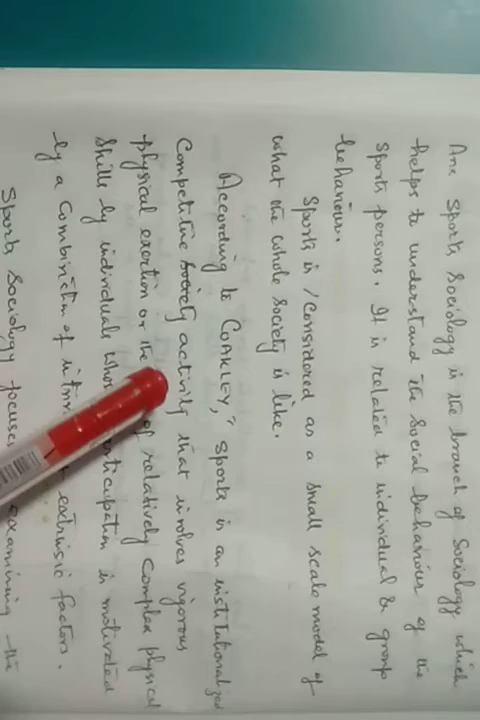 Ans Sports Sociology is the branch of Sociology which
helps to understand the Social behaviour of the
Sports persons. It is related to individual & group
behaviour.
Sports is / Considered as a small scale model of
what the whole Society is like.
According to COAKLEY, " Sports is an institutionalized
Competitive activity that involves vigorous
physical exertion or the of relatively Complex physical
Skills by individuals whose participation is motivated
by a Combination of extrinsic factors.
Sports Sociology focuses examining the